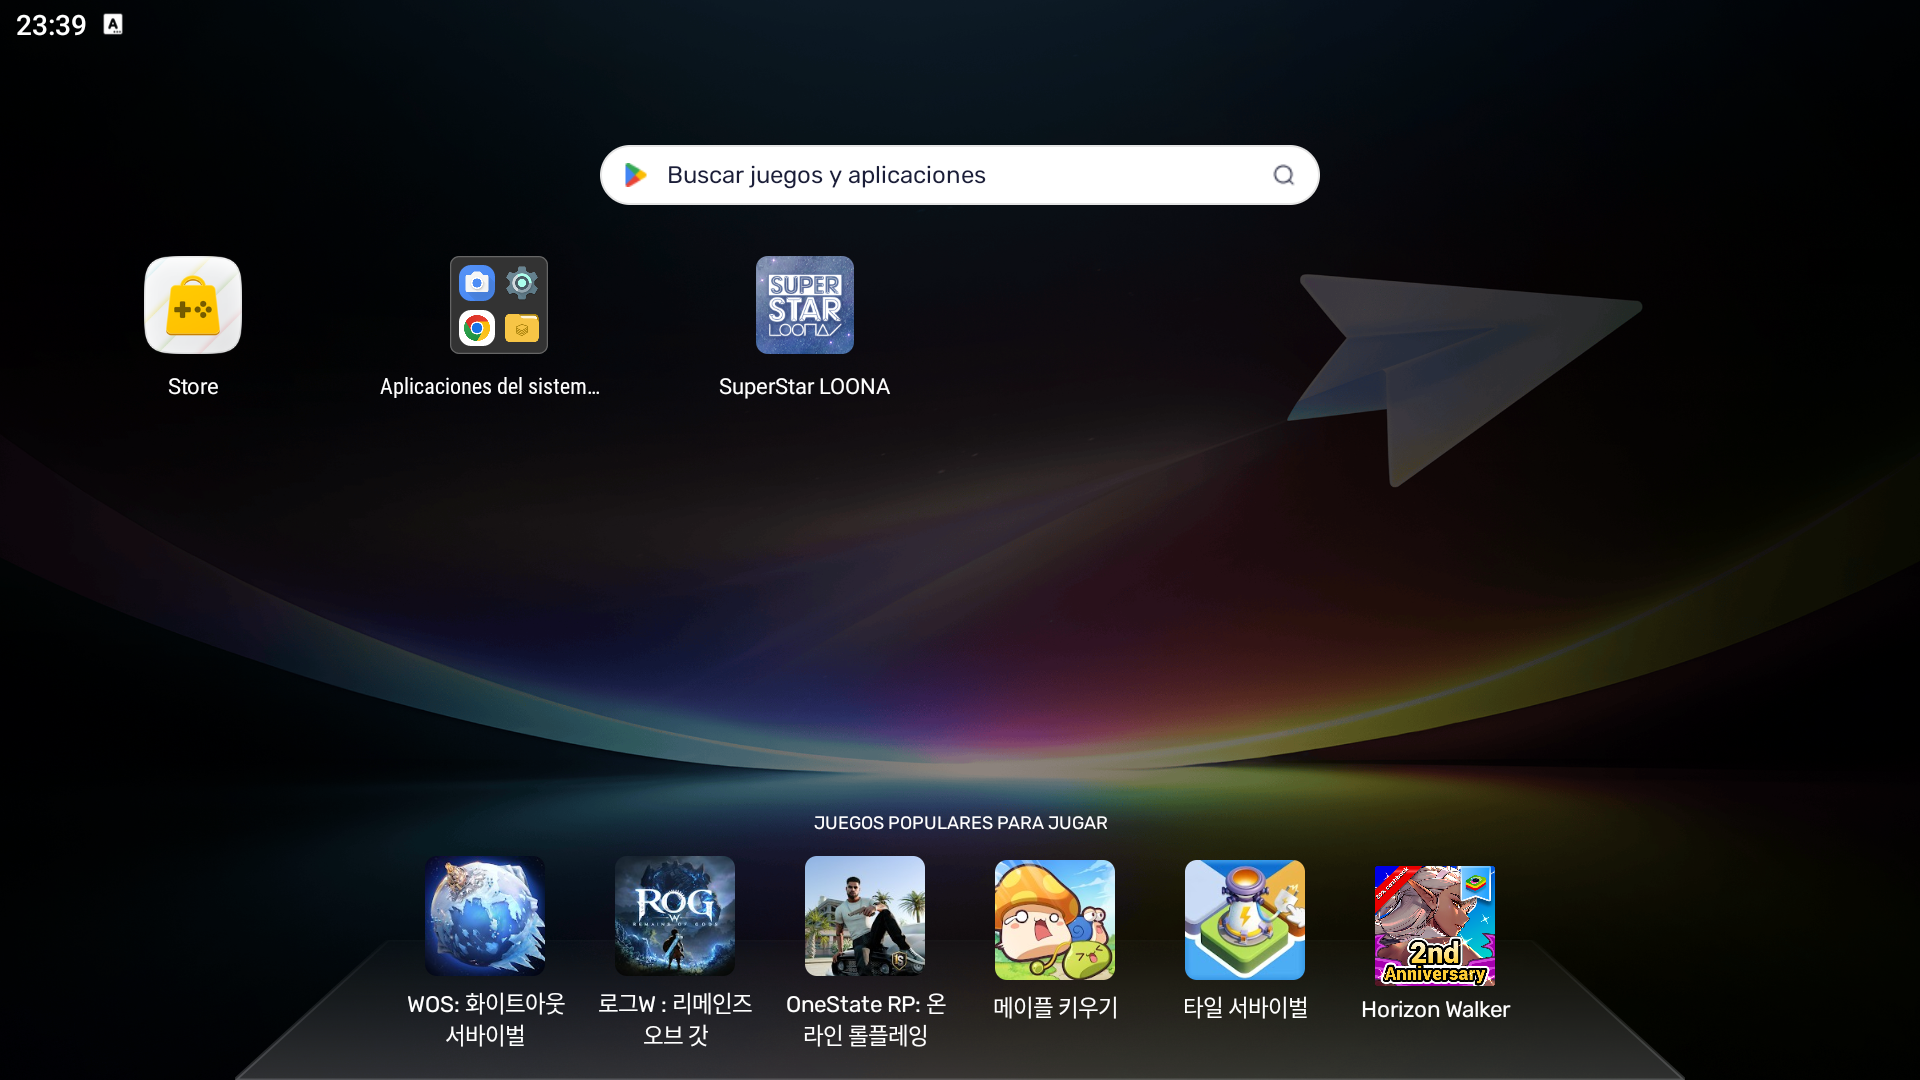 23:39 A
Buscar juegos y aplicaciones
SUPER
STAR
LOONA
Store
Aplicaciones del sistem...
SuperStar LOONA
JUEGOS POPULARES PARA JUGAR
ROG
W
REMAINS OF GODS
2nd
Anniversary
WOS: 화이트아웃
서바이벌
로그W : 리메인즈
오브 갓
OneState RP: 온
라인 롤플레잉
메이플 키우기
타일 서바이벌
Horizon Walker